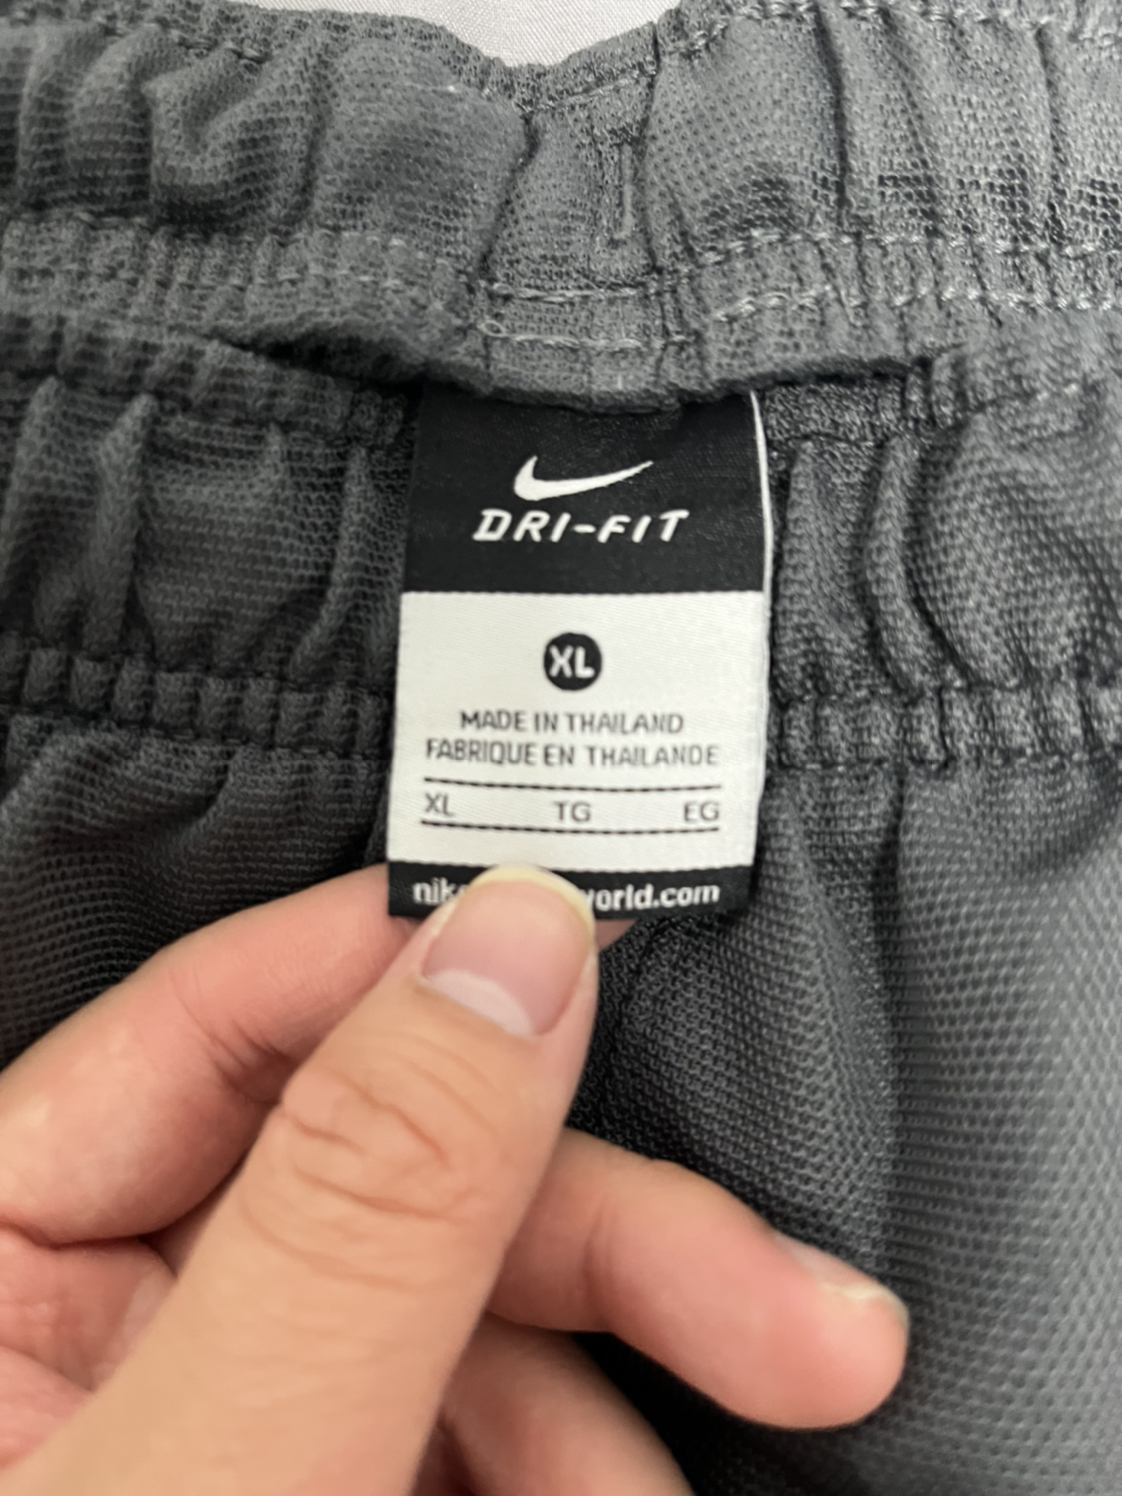 DRI-FIT
XL
MADE IN THAILAND
FABRIQUE EN THAILANDE
XL TG EG